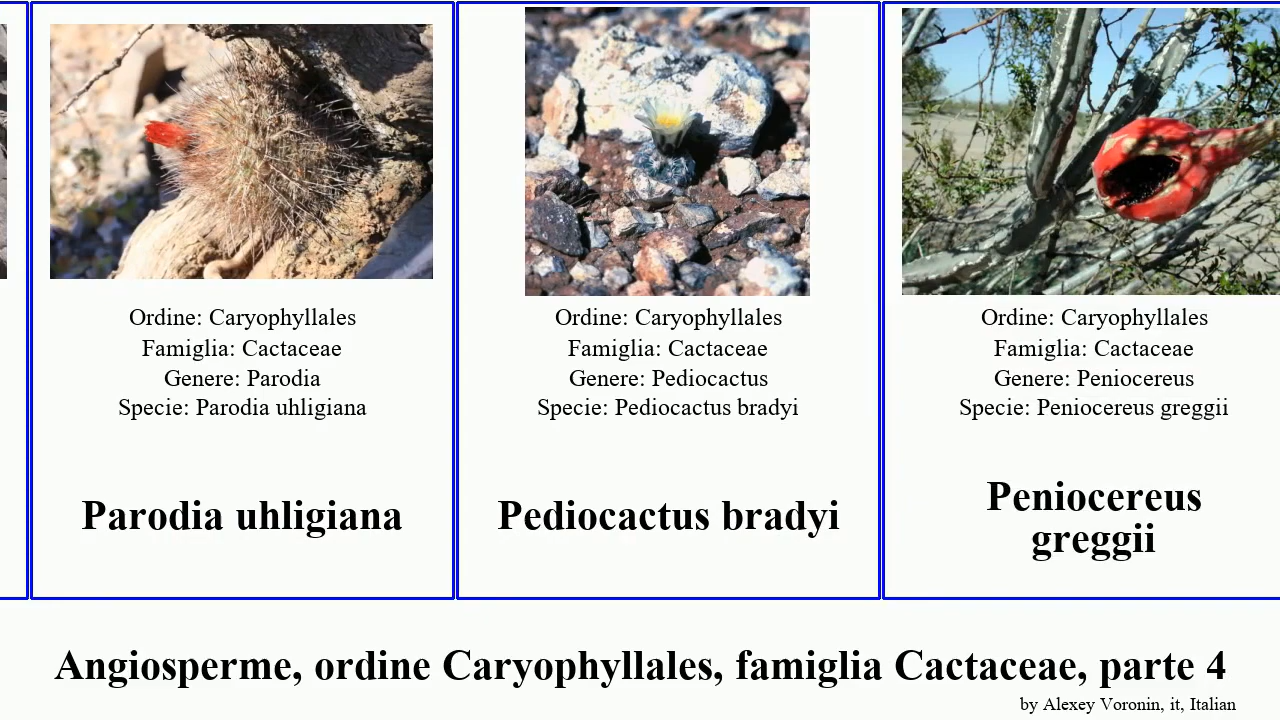 Ordine: Caryophyllales
Famiglia: Cactaceae
Genere: Parodia
Specie: Parodia uhligiana
Parodia uhligiana
Ordine: Caryophyllales
Famiglia: Cactaceae
Genere: Pediocactus
Specie: Pediocactus bradyi
Pediocactus bradyi
Ordine: Caryophyllales
Famiglia: Cactaceae
Genere: Peniocereus
Specie: Peniocereus greggii
Peniocereus
greggii
Angiosperme, ordine Caryophyllales, famiglia Cactaceae, parte 4
by Alexey Voronin, it, Italian